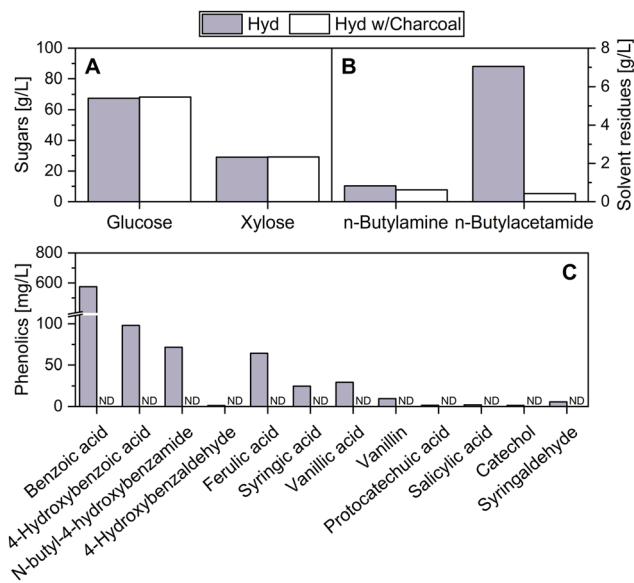 Hyd Hyd w/Charcoal
A
B
Sugars [g/L]
100
80
60
40
20
0
8
6
4
2
0
Solvent residues [g/L]
Glucose Xylose n-Butylamine n-Butylacetamide
C
Phenolics [mg/L]
800
600
100
50
0
ND ND ND ND ND ND ND ND ND ND ND ND
Benzoic acid
4-Hydroxybenzoic acid
N-butyl-4-hydroxybenzamide
4-Hydroxybenzaldehyde
Ferulic acid
Syringic acid
Vanillic acid
Vanillin
Protocatechuic acid
Salicylic acid
Catechol
Syringaldehyde